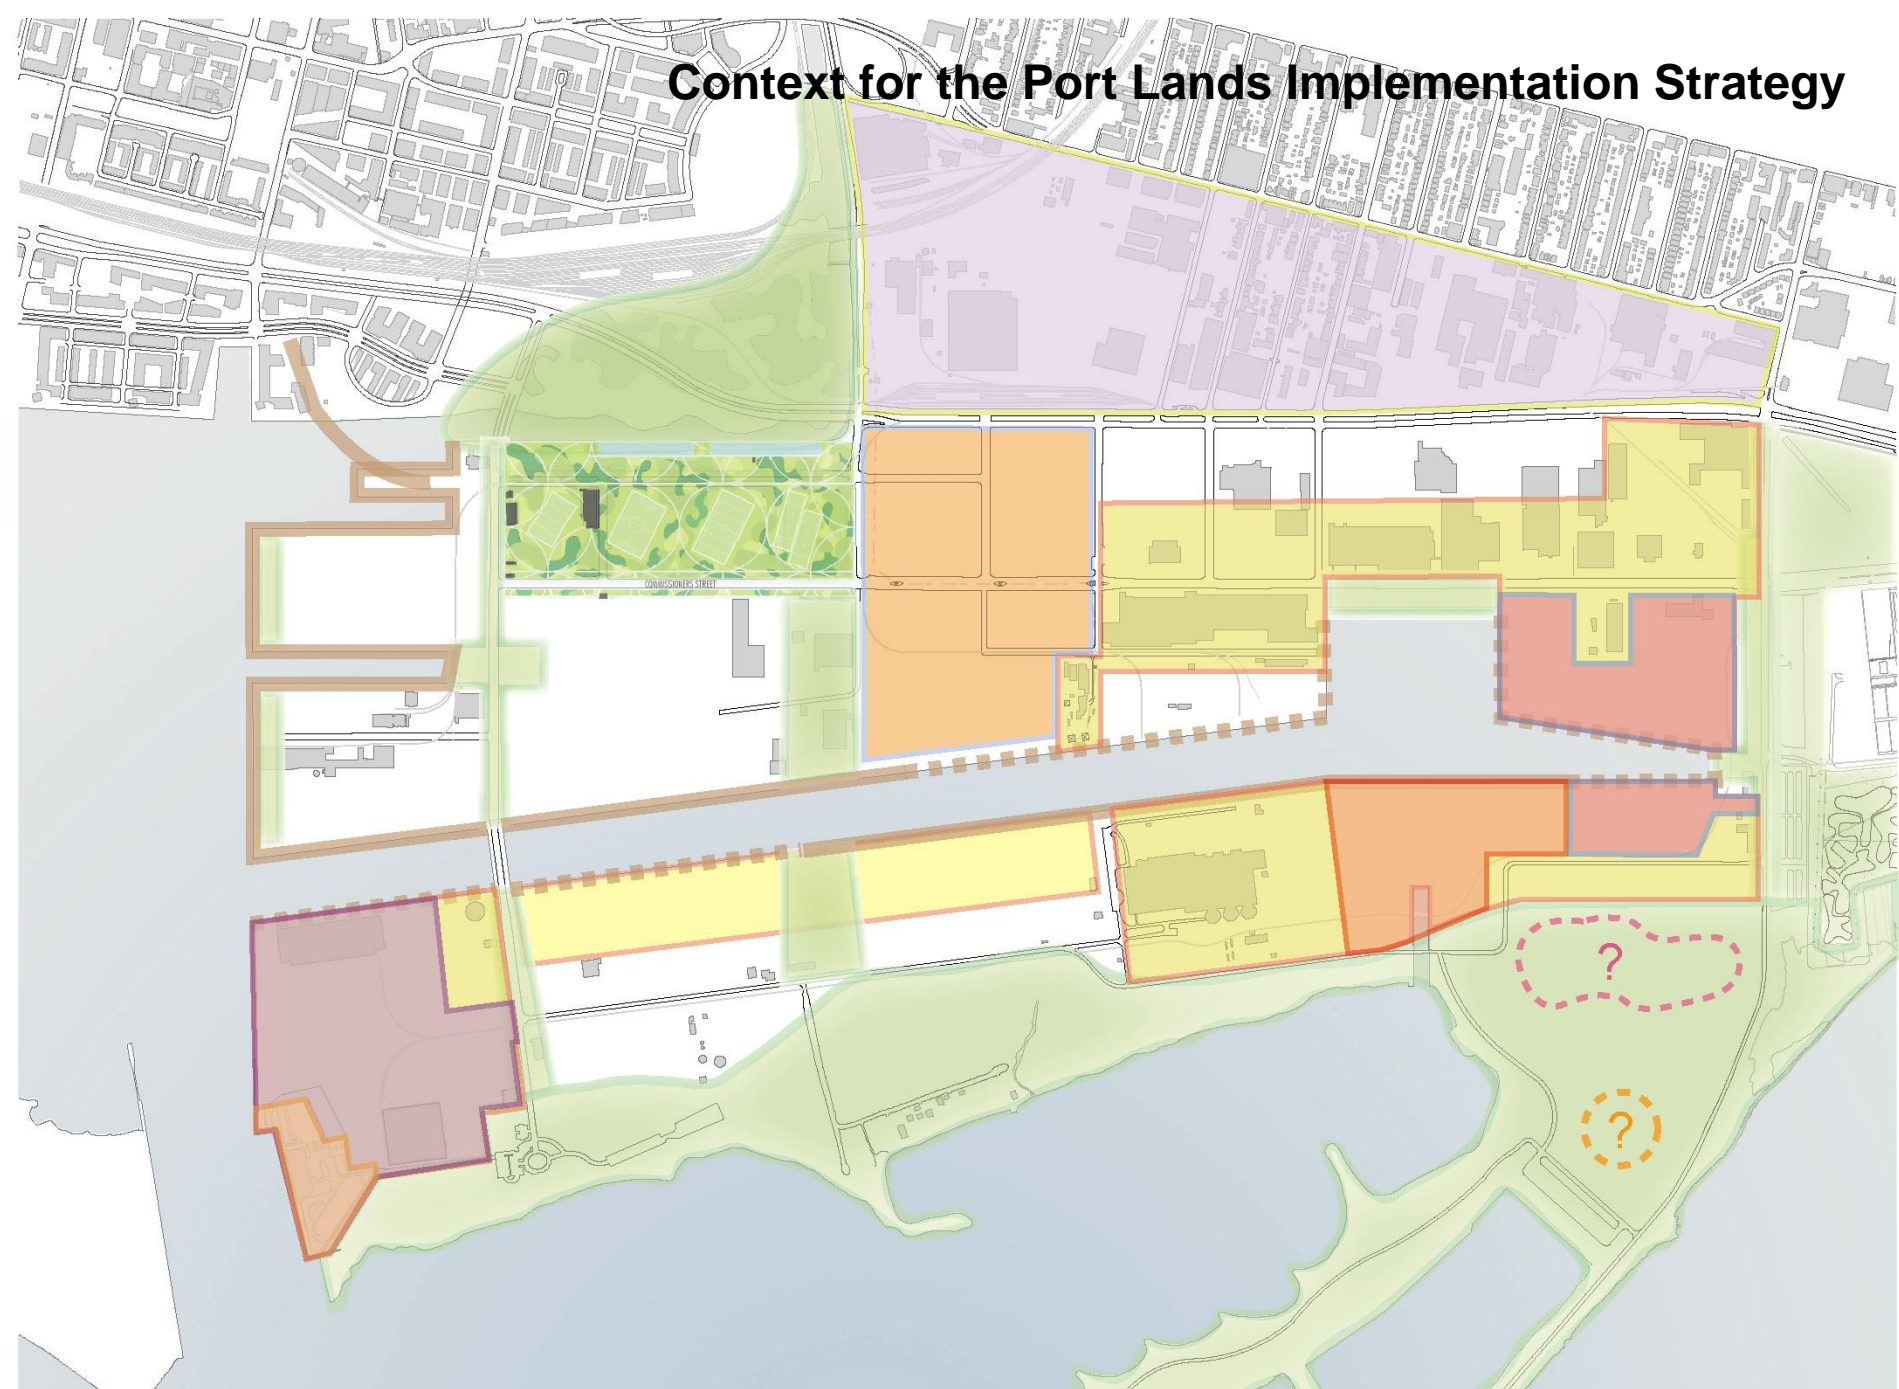 Context for the Port Lands Implementation Strategy
COMMISSIONERS STREET
?
?